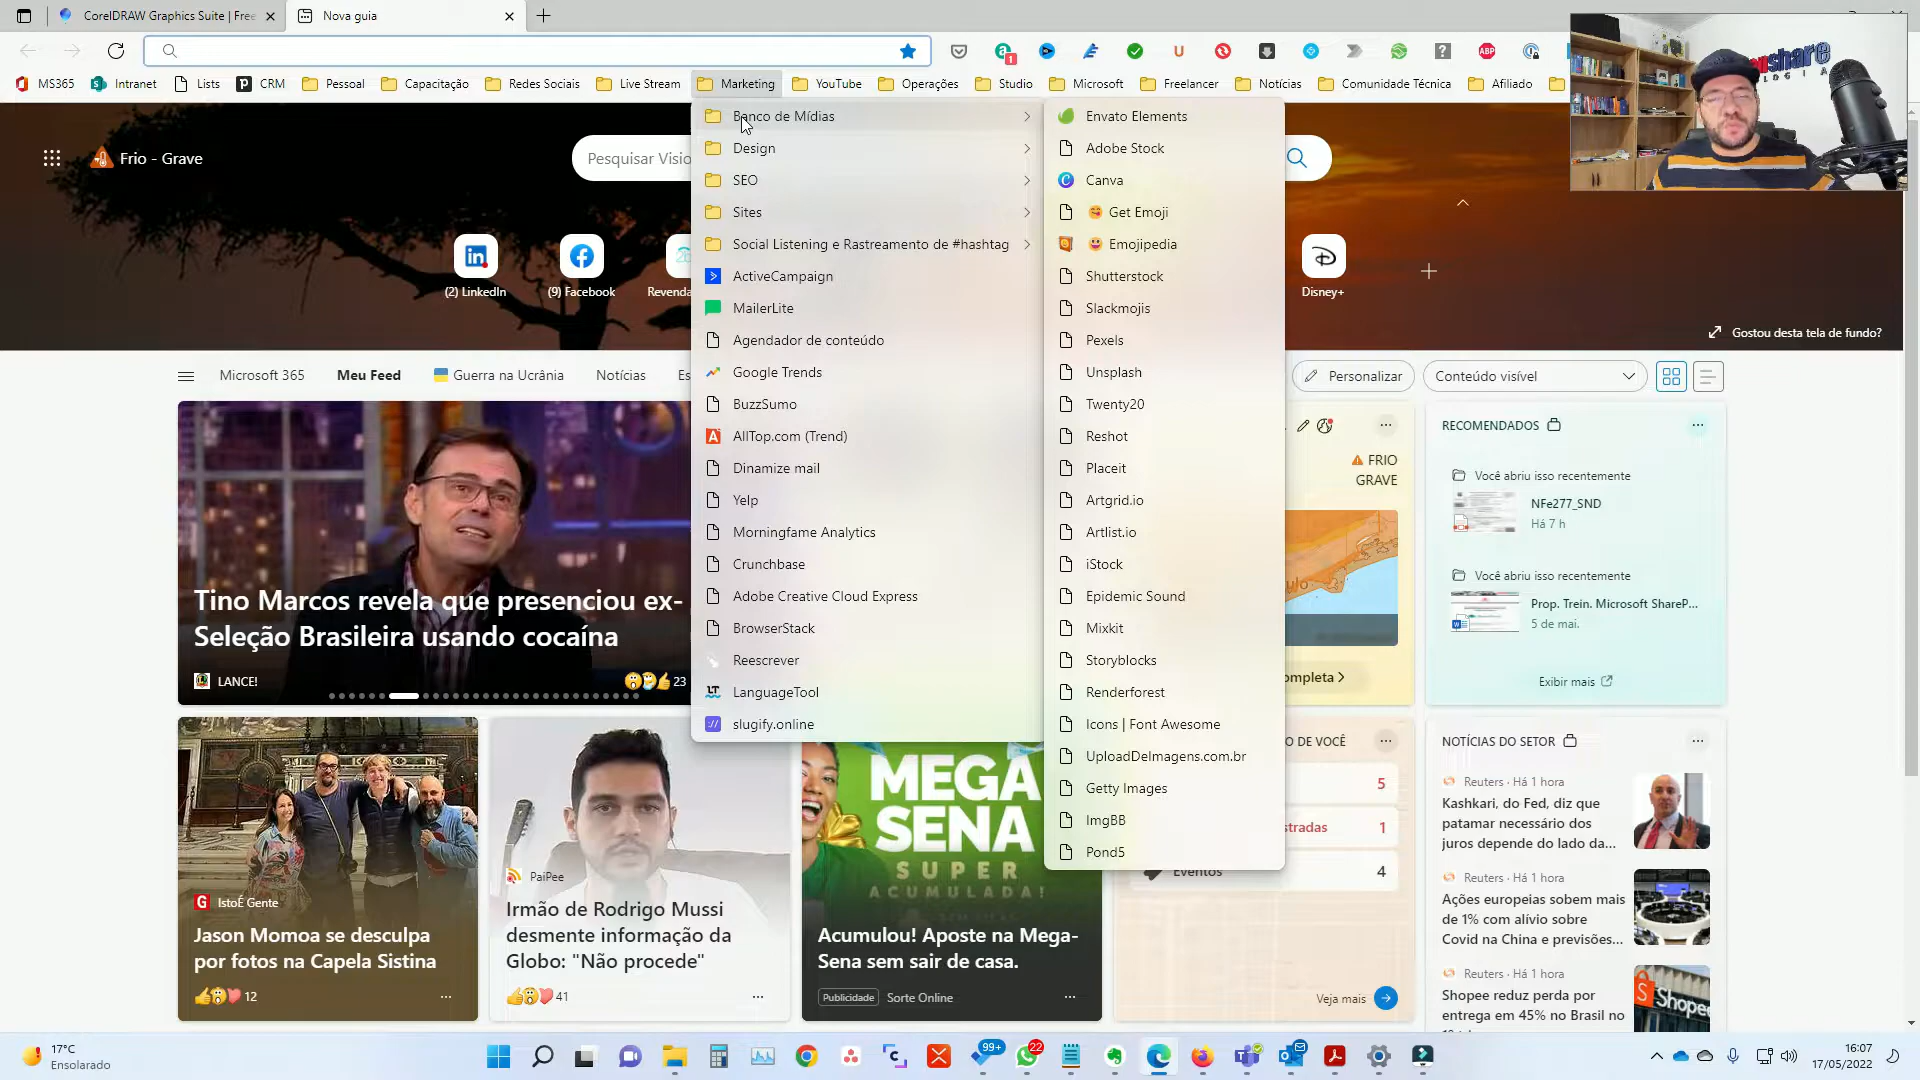 CorelDRAW Graphics Suite | Free
Nova guia
MS365
Intranet
Lists
CRM
Pessoal
Capacitação
Redes Sociais
Live Stream
Marketing
YouTube
Operações
Studio
Microsoft
Freelancer
Notícias
Comunidade Técnica
Afiliado
Frio - Grave
Pesquisar Visio
Banco de Mídias
Design
SEO
Sites
Social Listening e Rastreamento de #hashtag
ActiveCampaign
MailerLite
Agendador de conteúdo
Google Trends
BuzzSumo
AllTop.com (Trend)
Dinamize mail
Yelp
Morningfame Analytics
Crunchbase
Adobe Creative Cloud Express
BrowserStack
Reescrever
LanguageTool
slugify.online
Envato Elements
Adobe Stock
Canva
Get Emoji
Emojipedia
Shutterstock
Slackmojis
Pexels
Unsplash
Twenty20
Reshot
Placeit
Artgrid.io
Artlist.io
iStock
Epidemic Sound
Mixkit
Storyblocks
Renderforest
Icons | Font Awesome
UploadDeImagens.com.br
Getty Images
ImgBB
Pond5
(2) LinkedIn
(9) Facebook
Revenda
Disney+
Gostou desta tela de fundo?
Microsoft 365
Meu Feed
Guerra na Ucrânia
Notícias
Es
Personalizar
Conteúdo visível
Tino Marcos revela que presenciou ex-
Seleção Brasileira usando cocaína
LANCE!
23
FRIO
GRAVE
ompleta
RECOMENDADOS
Você abriu isso recentemente
NFe277_SND
Há 7 h
Você abriu isso recentemente
Prop. Trein. Microsoft ShareP...
5 de mai.
Exibir mais
IstoÉ Gente
Jason Momoa se desculpa
por fotos na Capela Sistina
12
PaiPee
Irmão de Rodrigo Mussi
desmente informação da
Globo: "Não procede"
41
MEGA
SENA
SUPER
ACUMULADA!
Acumulou! Aposte na Mega-
Sena sem sair de casa.
Publicidade
Sorte Online
O DE VOCÊ
5
stradas
1
Eventos
4
Veja mais
NOTÍCIAS DO SETOR
Reuters · Há 1 hora
Kashkari, do Fed, diz que
patamar necessário dos
juros depende do lado da...
Reuters · Há 1 hora
Ações europeias sobem mais
de 1% com alívio sobre
Covid na China e previsões...
Reuters · Há 1 hora
Shopee reduz perda por
entrega em 45% no Brasil no
Shopee
17°C
Ensolarado
99+
22
16:07
17/05/2022